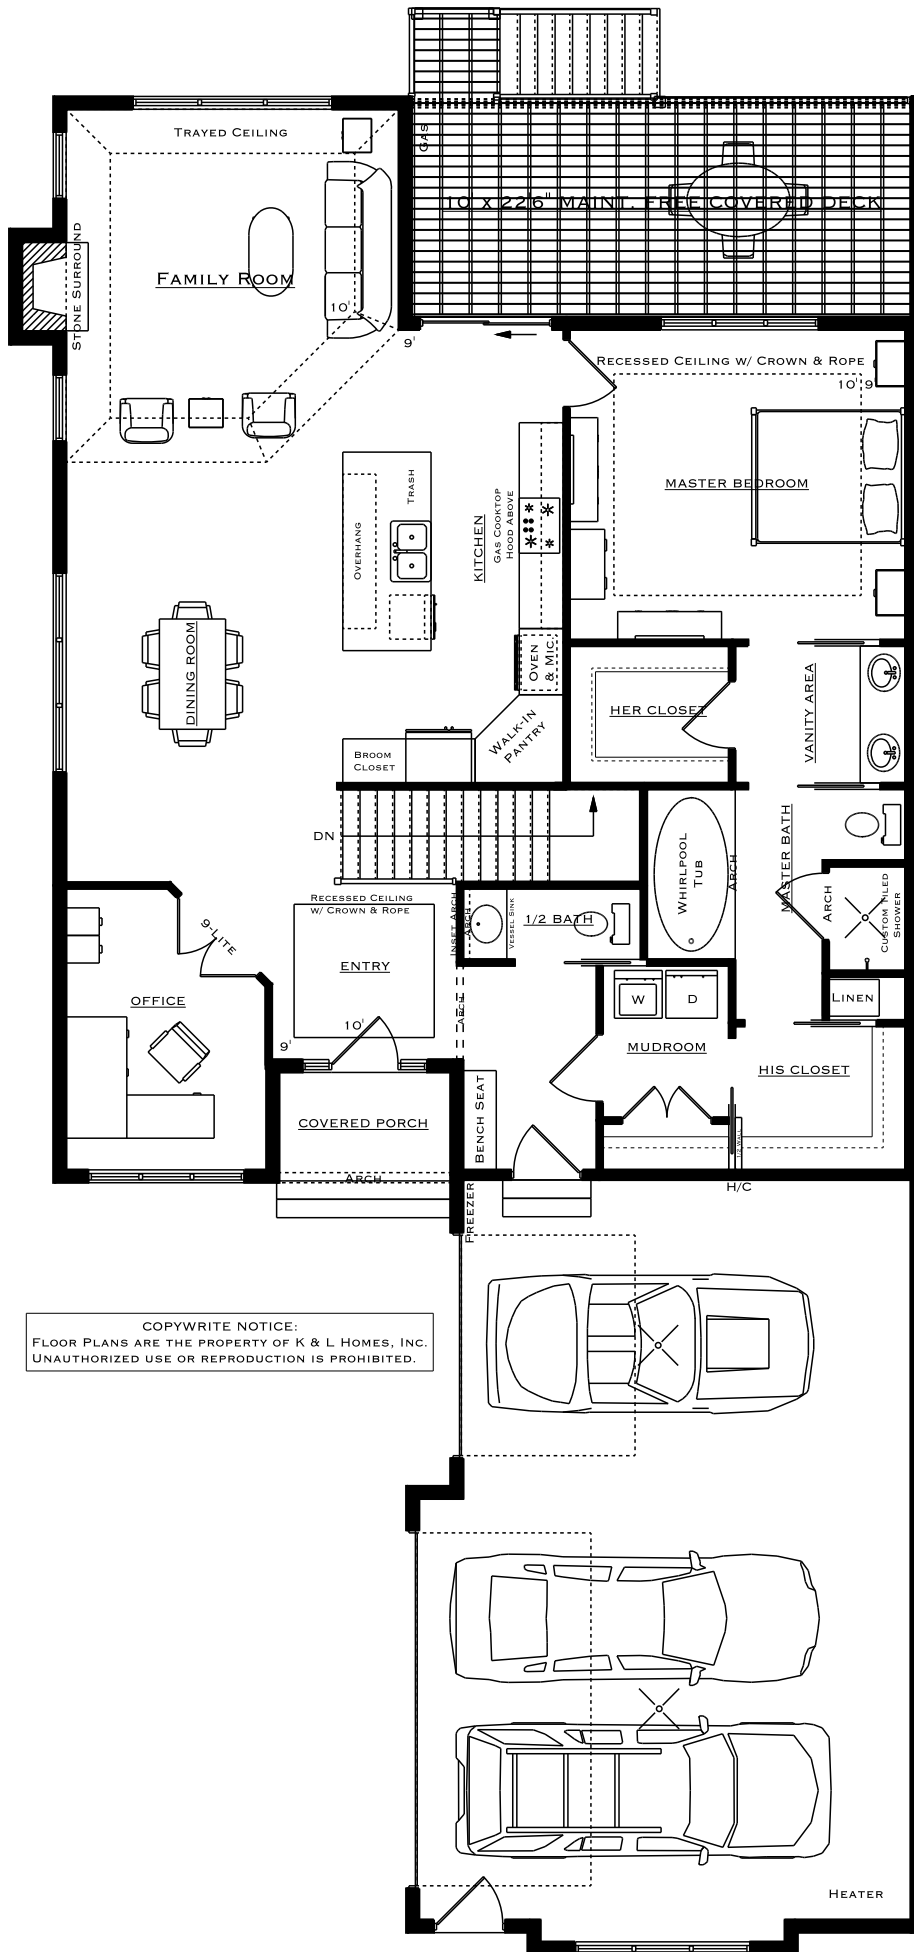 Gas
Trayed Ceiling
10' x 22'6" Maint. Free Covered Deck
Stone Surround
Family Room
10'
9'
Recessed Ceiling w/ Crown & Rope
10' 9'
Master Bedroom
Trash
Overhang
Kitchen
Gas Cooktop
Hood Above
Oven
& Mic.
Dining Room
Her Closet
Vanity Area
Walk-In
Pantry
Broom
Closet
DN
Whirlpool
Tub
Arch
Master Bath
Arch
Custom Tiled
Shower
Recessed Ceiling
w/ Crown & Rope
Inset Arch
Arch
Vessel Sink
1/2 Bath
9-Lite
Entry
Office
Arch
W
D
Linen
10'
9'
Mudroom
His Closet
Covered Porch
Bench Seat
1/2 Wall
Arch
Freezer
H/C
COPYWRITE NOTICE:
Floor Plans are the property of K & L Homes, Inc.
Unauthorized use or reproduction is prohibited.
Heater